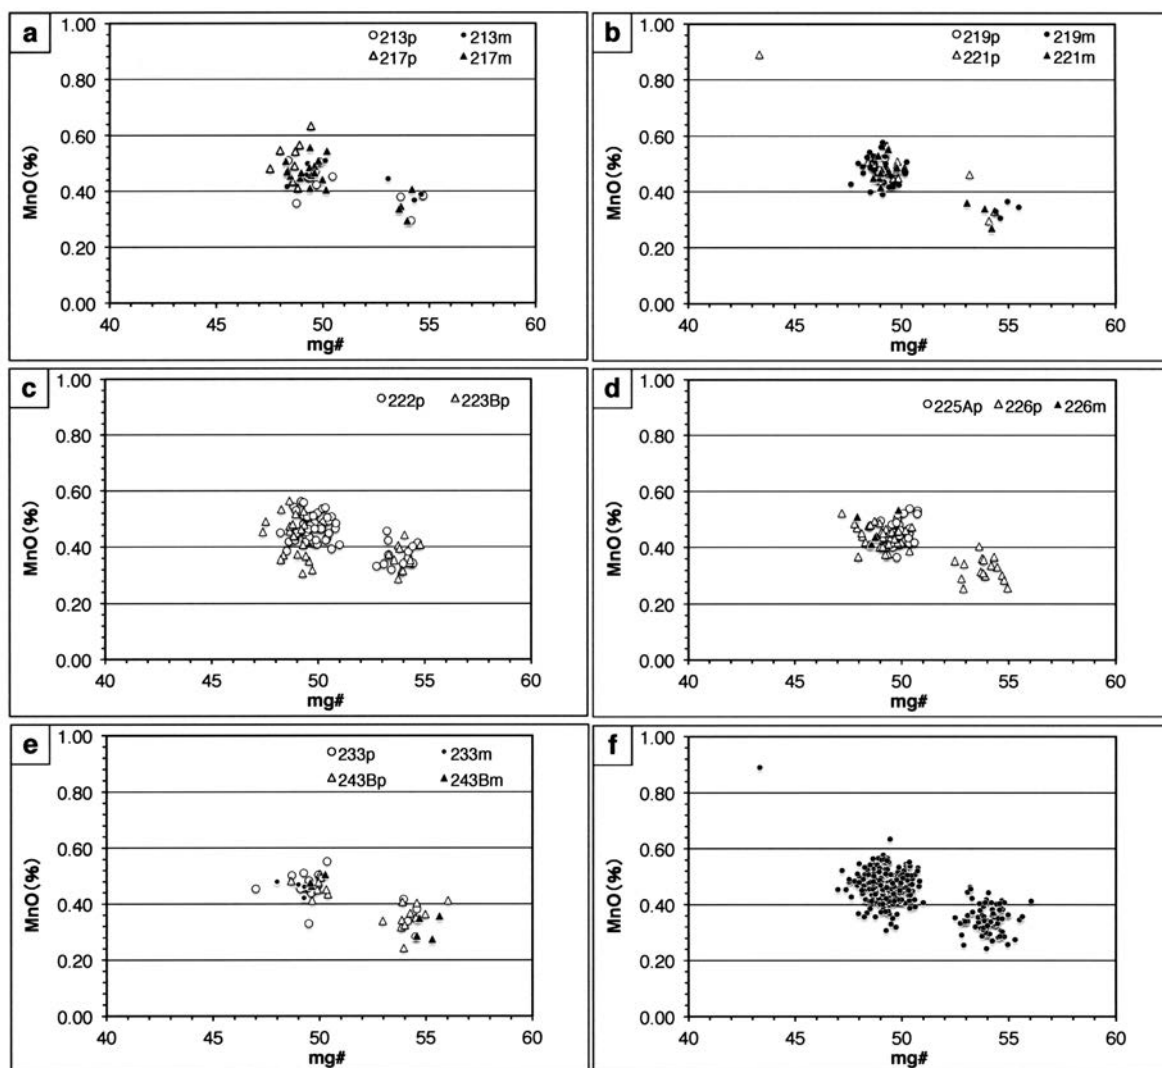 a
213p 213m
217p 217m
MnO(%)
1.00
0.80
0.60
0.40
0.20
0.00
40 45 50 55 60
mg#
b
219p 219m
221p 221m
MnO(%)
1.00
0.80
0.60
0.40
0.20
0.00
40 45 50 55 60
mg#
c
222p 223Bp
MnO(%)
1.00
0.80
0.60
0.40
0.20
0.00
40 45 50 55 60
mg#
d
225Ap 226p 226m
MnO(%)
1.00
0.80
0.60
0.40
0.20
0.00
40 45 50 55 60
mg#
e
233p 233m
243Bp 243Bm
MnO(%)
1.00
0.80
0.60
0.40
0.20
0.00
40 45 50 55 60
mg#
f
MnO(%)
1.00
0.80
0.60
0.40
0.20
0.00
40 45 50 55 60
mg#